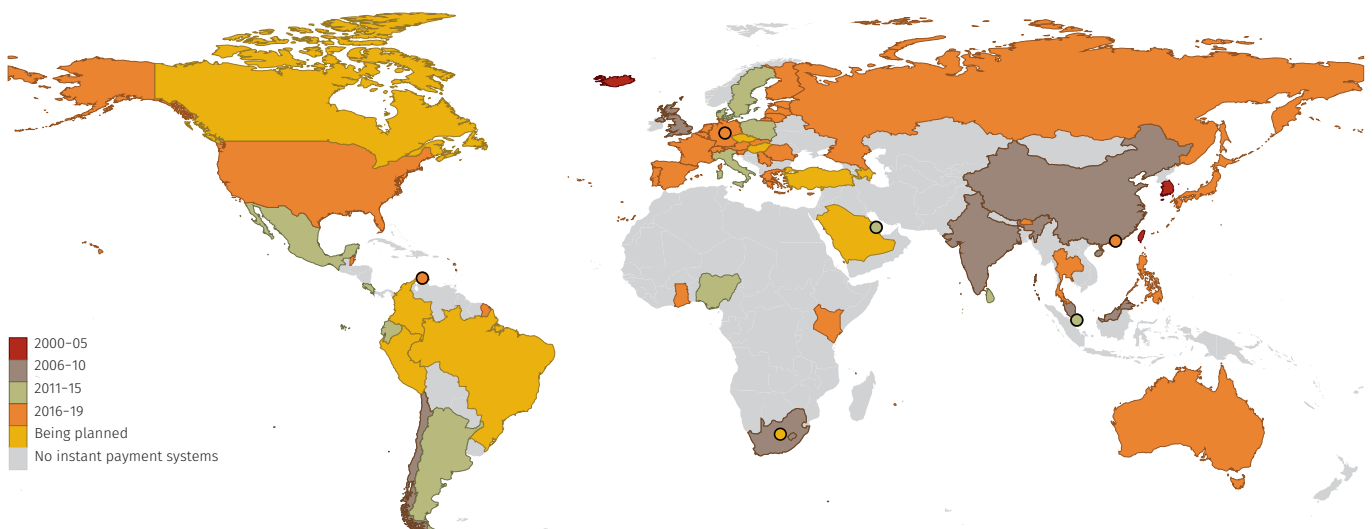 2000–05
2006–10
2011–15
2016–19
Being planned
No instant payment systems